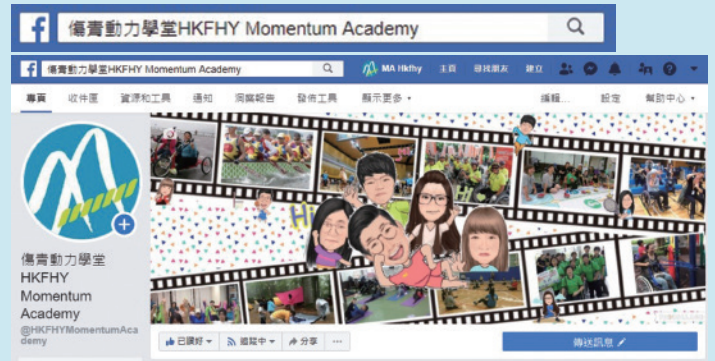 傷青動力學堂HKFHY Momentum Academy
傷青動力學堂HKFHY Momentum Academy
MA Hkfhy 主頁 尋找朋友 建立
專頁 收件匣 資源和工具 通知 洞察報告 發佈工具 顯示更多 編輯... 設定 幫助中心
Hi
傷青動力學堂
HKFHY
Momentum
Academy
@HKFHYMomentumAca
demy
已讚好 追蹤中 分享 ...
傳送訊息